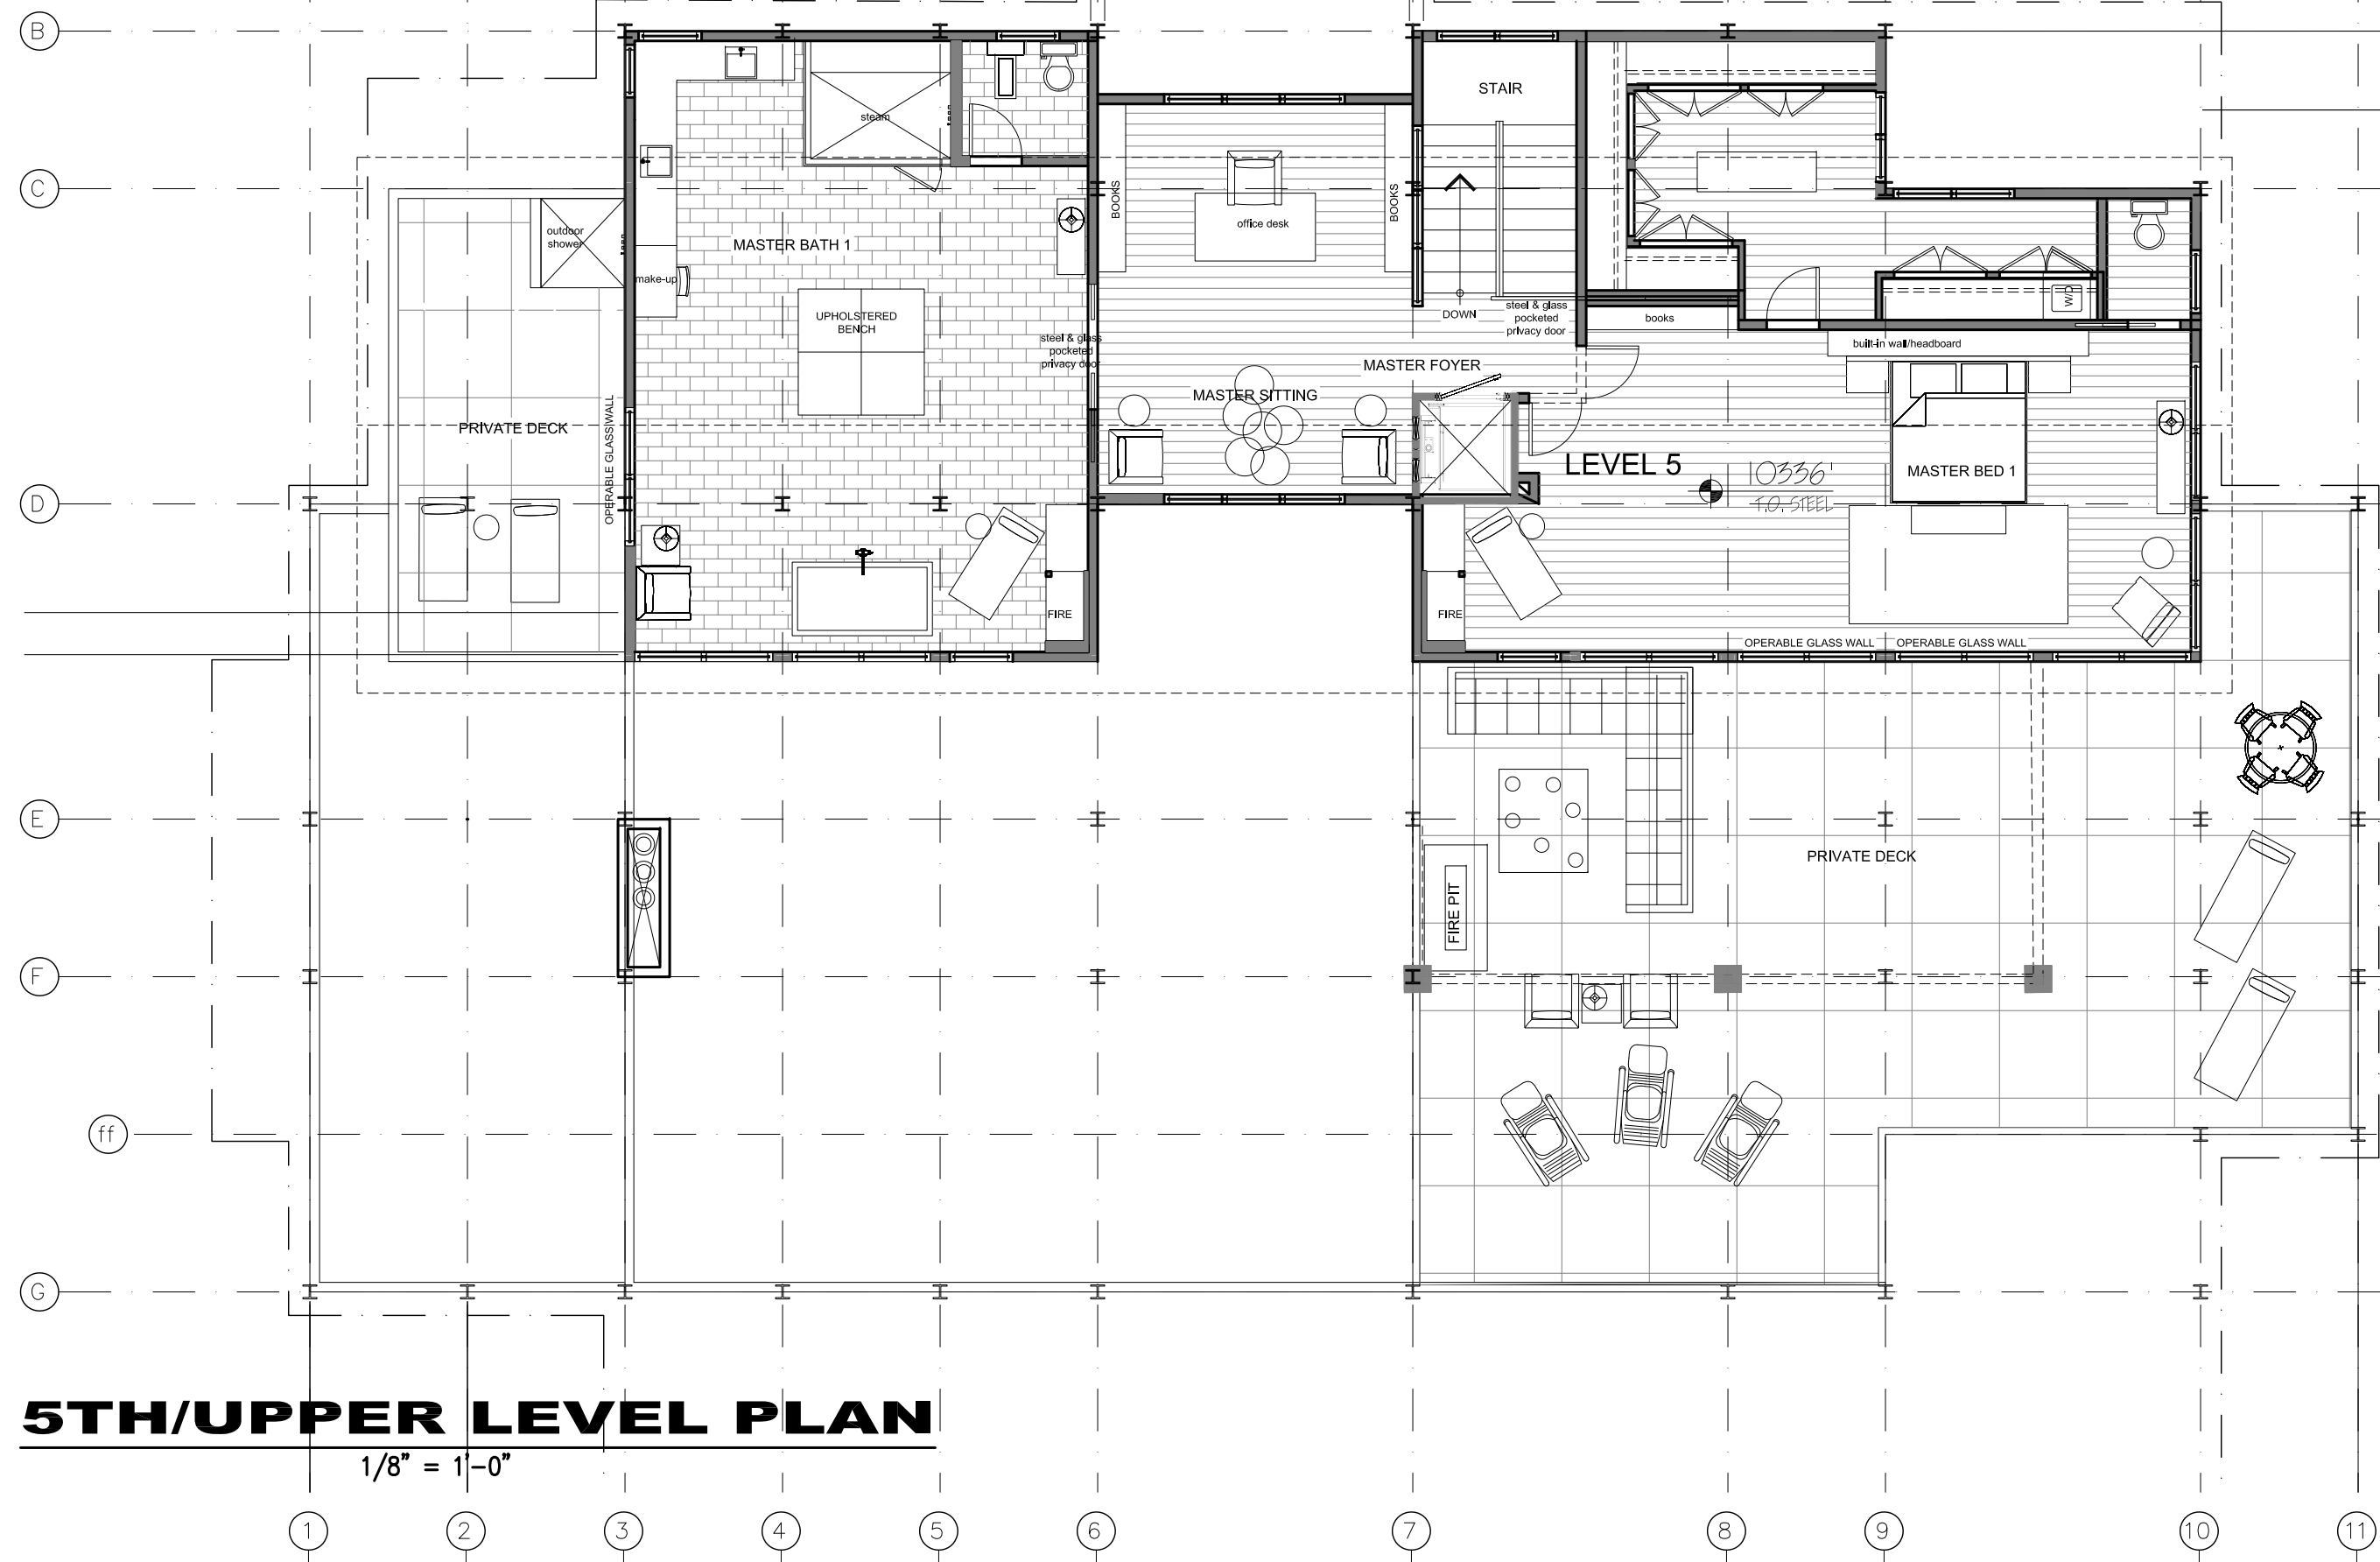 B
STAIR
steam
C
BOOKS
BOOKS
office desk
outdoor
shower
MASTER BATH 1
make-up
W/D
UPHOLSTERED
BENCH
DOWN
steel & glass
pocketed
privacy door
books
steel & glass
pocketed
privacy door
built-in wall/headboard
MASTER FOYER
MASTER SITTING
PRIVATE DECK
OPERABLE GLASS WALL
LEVEL 5
10336'
T.O. STEEL
MASTER BED 1
D
FIRE
FIRE
OPERABLE GLASS WALL
OPERABLE GLASS WALL
E
PRIVATE DECK
FIRE PIT
F
ff
G
5TH/UPPER LEVEL PLAN
1/8" = 1'-0"
1
2
3
4
5
6
7
8
9
10
11